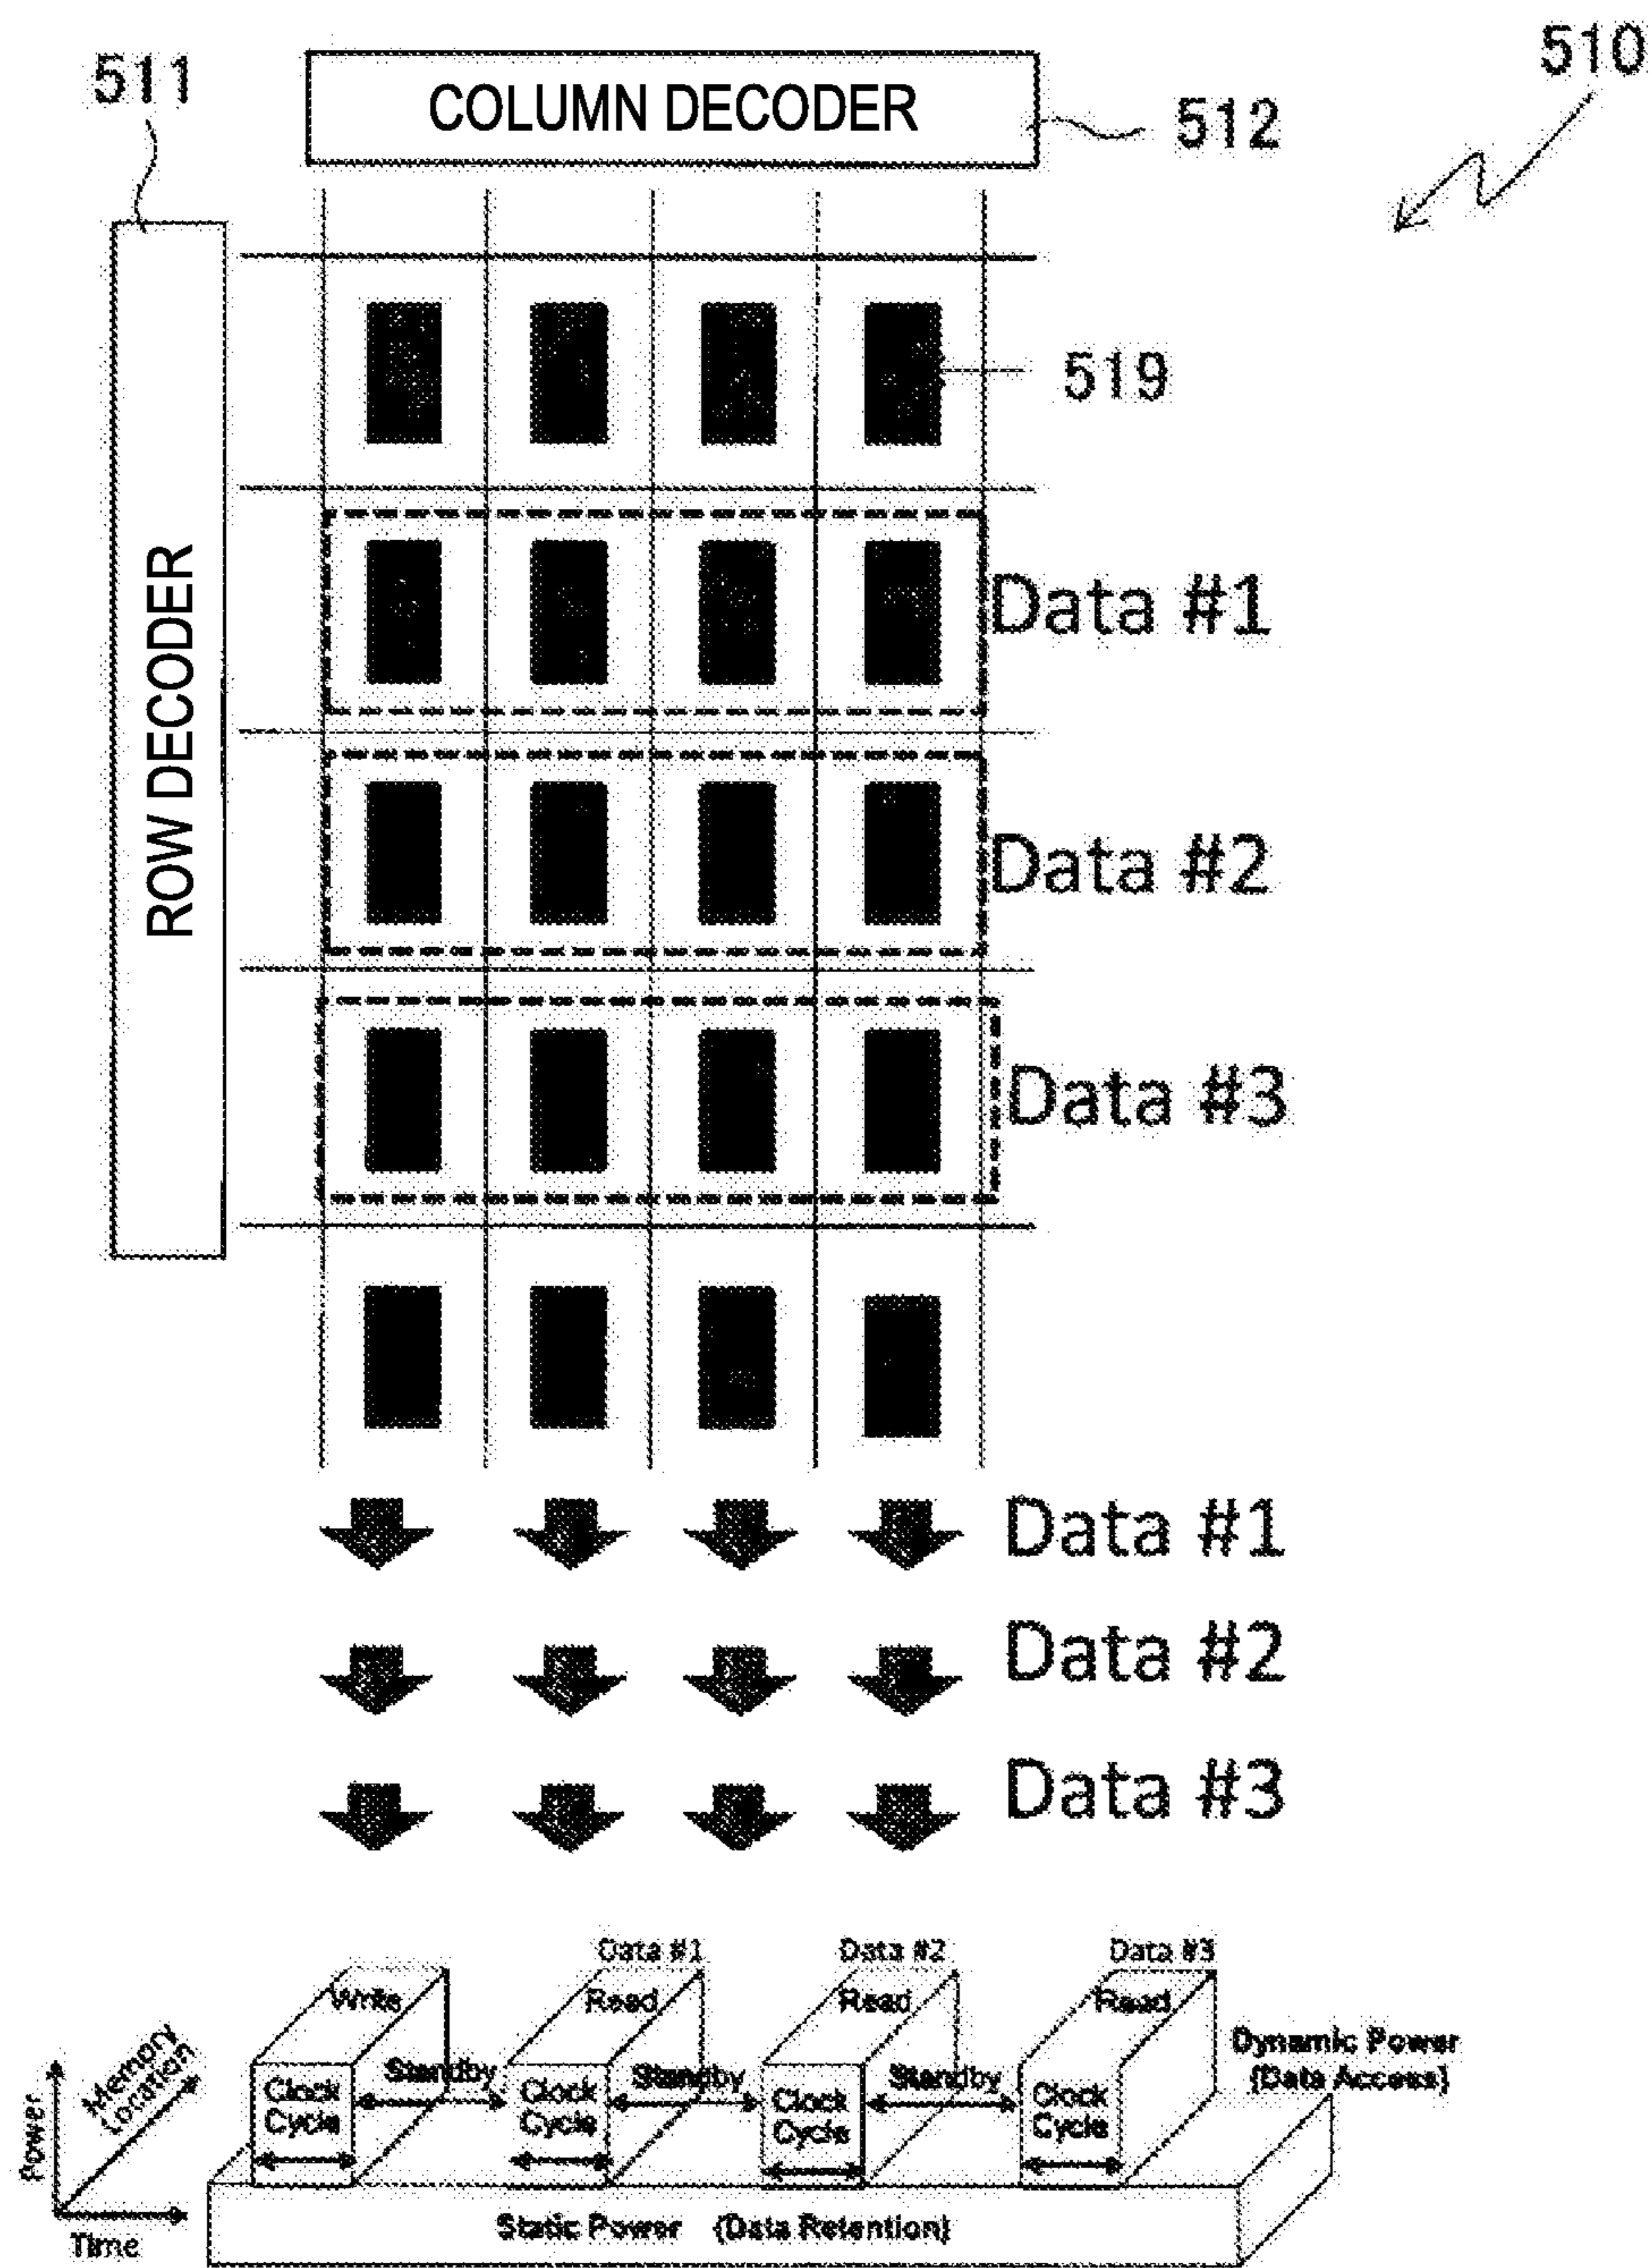 510
511
COLUMN DECODER
512
519
ROW DECODER
Data #1
Data #2
Data #3
Data #1
Data #2
Data #3
Data #1
Data #2
Data #3
Write
Read
Read
Read
Standby
Standby
Standby
Clock
Cycle
Clock
Cycle
Clock
Cycle
Clock
Cycle
Dynamic Power
(Data Access)
Memory
Location
Power
Time
Static Power (Data Retention)